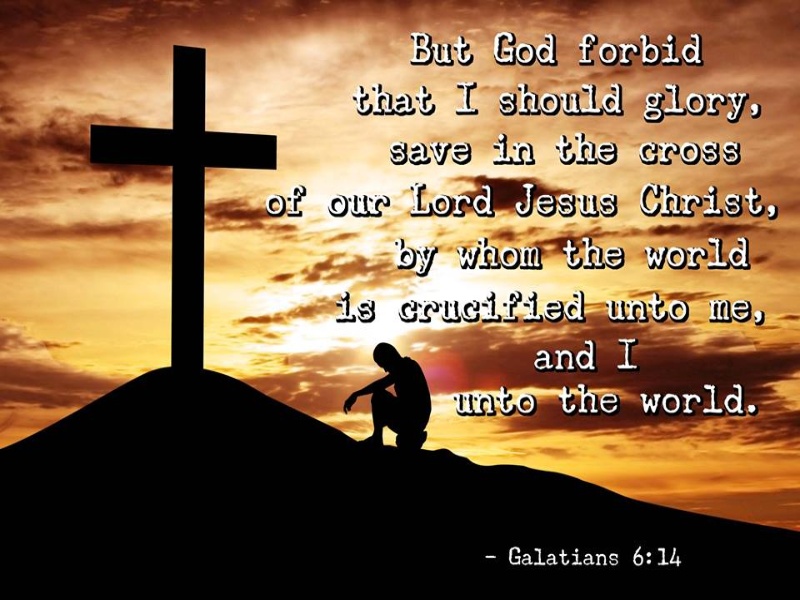 But God forbid
that I should glory,
save in the cross
of our Lord Jesus Christ,
by whom the world
is crucified unto me,
and I
unto the world.
- Galatians 6:14